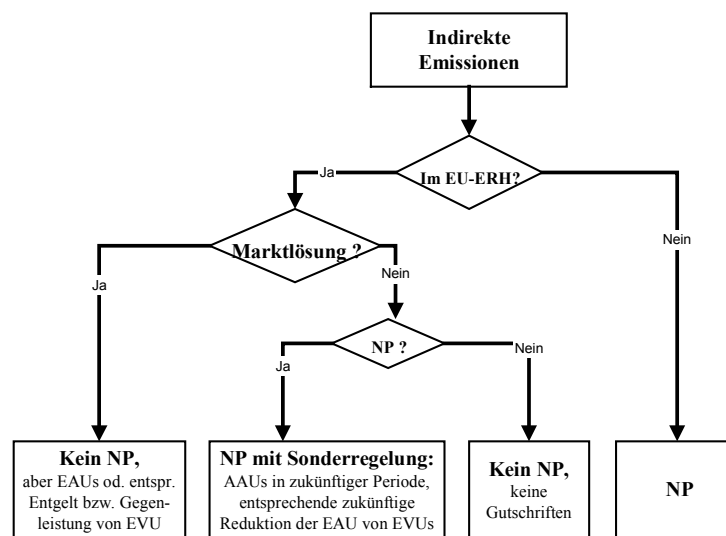 Indirekte
Emissionen
Ja
Im EU-ERH?
Marktlösung ?
Nein
Nein
Ja
NP ?
Ja
Nein
Kein NP,
aber EAUs od. entspr.
Entgelt bzw. Gegen-
leistung von EVU
NP mit Sonderregelung:
AAUs in zukünftiger Periode,
entsprechende zukünftige
Reduktion der EAU von EVUs
Kein NP,
keine
Gutschriften
NP